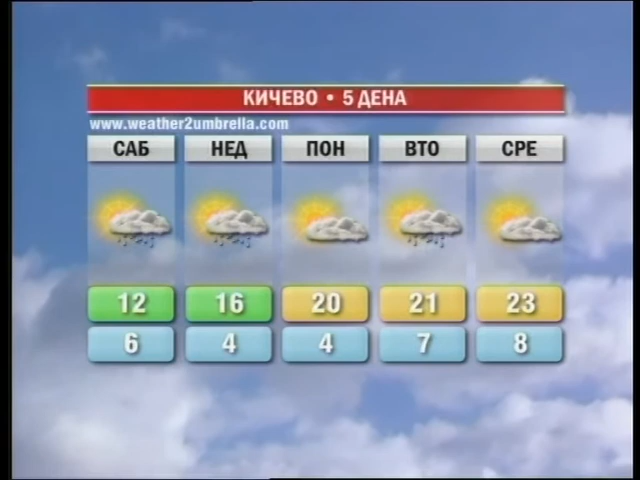 КИЧЕВО • 5 ДЕНА
www.weather2umbrella.com
САБ НЕД ПОН ВТО СРЕ
12 16 20 21 23
6 4 4 7 8